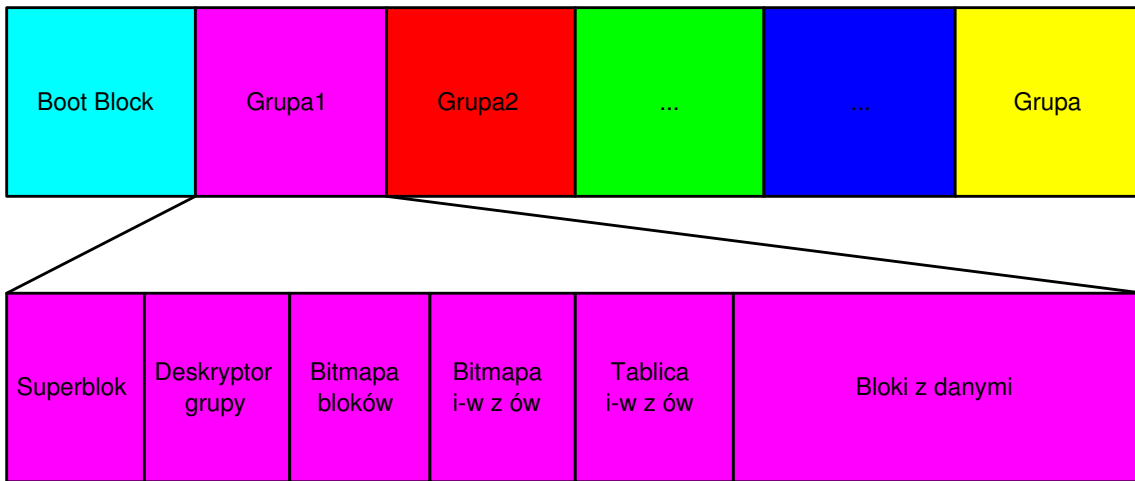 Boot Block
Grupa1
Grupa2
...
...
Grupa
Superblok
Deskryptor
grupy
Bitmapa
bloków
Bitmapa
i-w z ów
Tablica
i-w z ów
Bloki z danymi